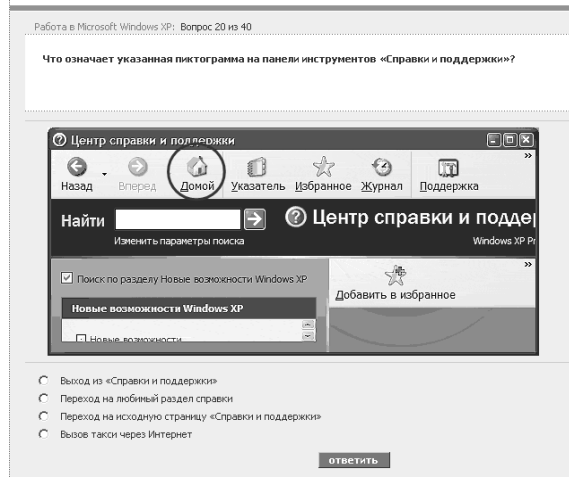 Работа в Microsoft Windows XP: Вопрос 20 из 40
Что означает указанная пиктограмма на панели инструментов «Справки и поддержки»?
Центр справки и поддержки
Назад Вперед Домой Указатель Избранное Журнал Поддержка »
Найти
Центр справки и поддер
Изменить параметры поиска
Windows XP Pr
Поиск по разделу Новые возможности Windows XP
»
Добавить в избранное
Новые возможности Windows XP
Новые возможности
Выход из «Справки и поддержки»
Переход на любимый раздел справки
Переход на исходную страницу «Справки и поддержки»
Вызов такси через Интернет
ответить